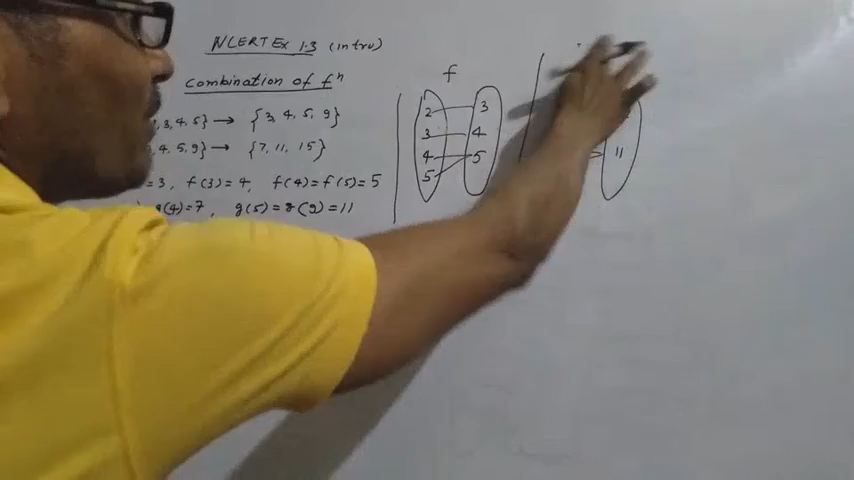 NCERT Ex 1.3 (intru)
combination of fⁿ
3, 4, 5} → {3, 4, 5, 9}
4, 5, 9} → {7, 11, 15}
=3, f(3) = 4, f(4) = f(5) = 5
g(4) = 7, g(5) = g(9) = 11
f
2 3
3 4
4 5
5
11